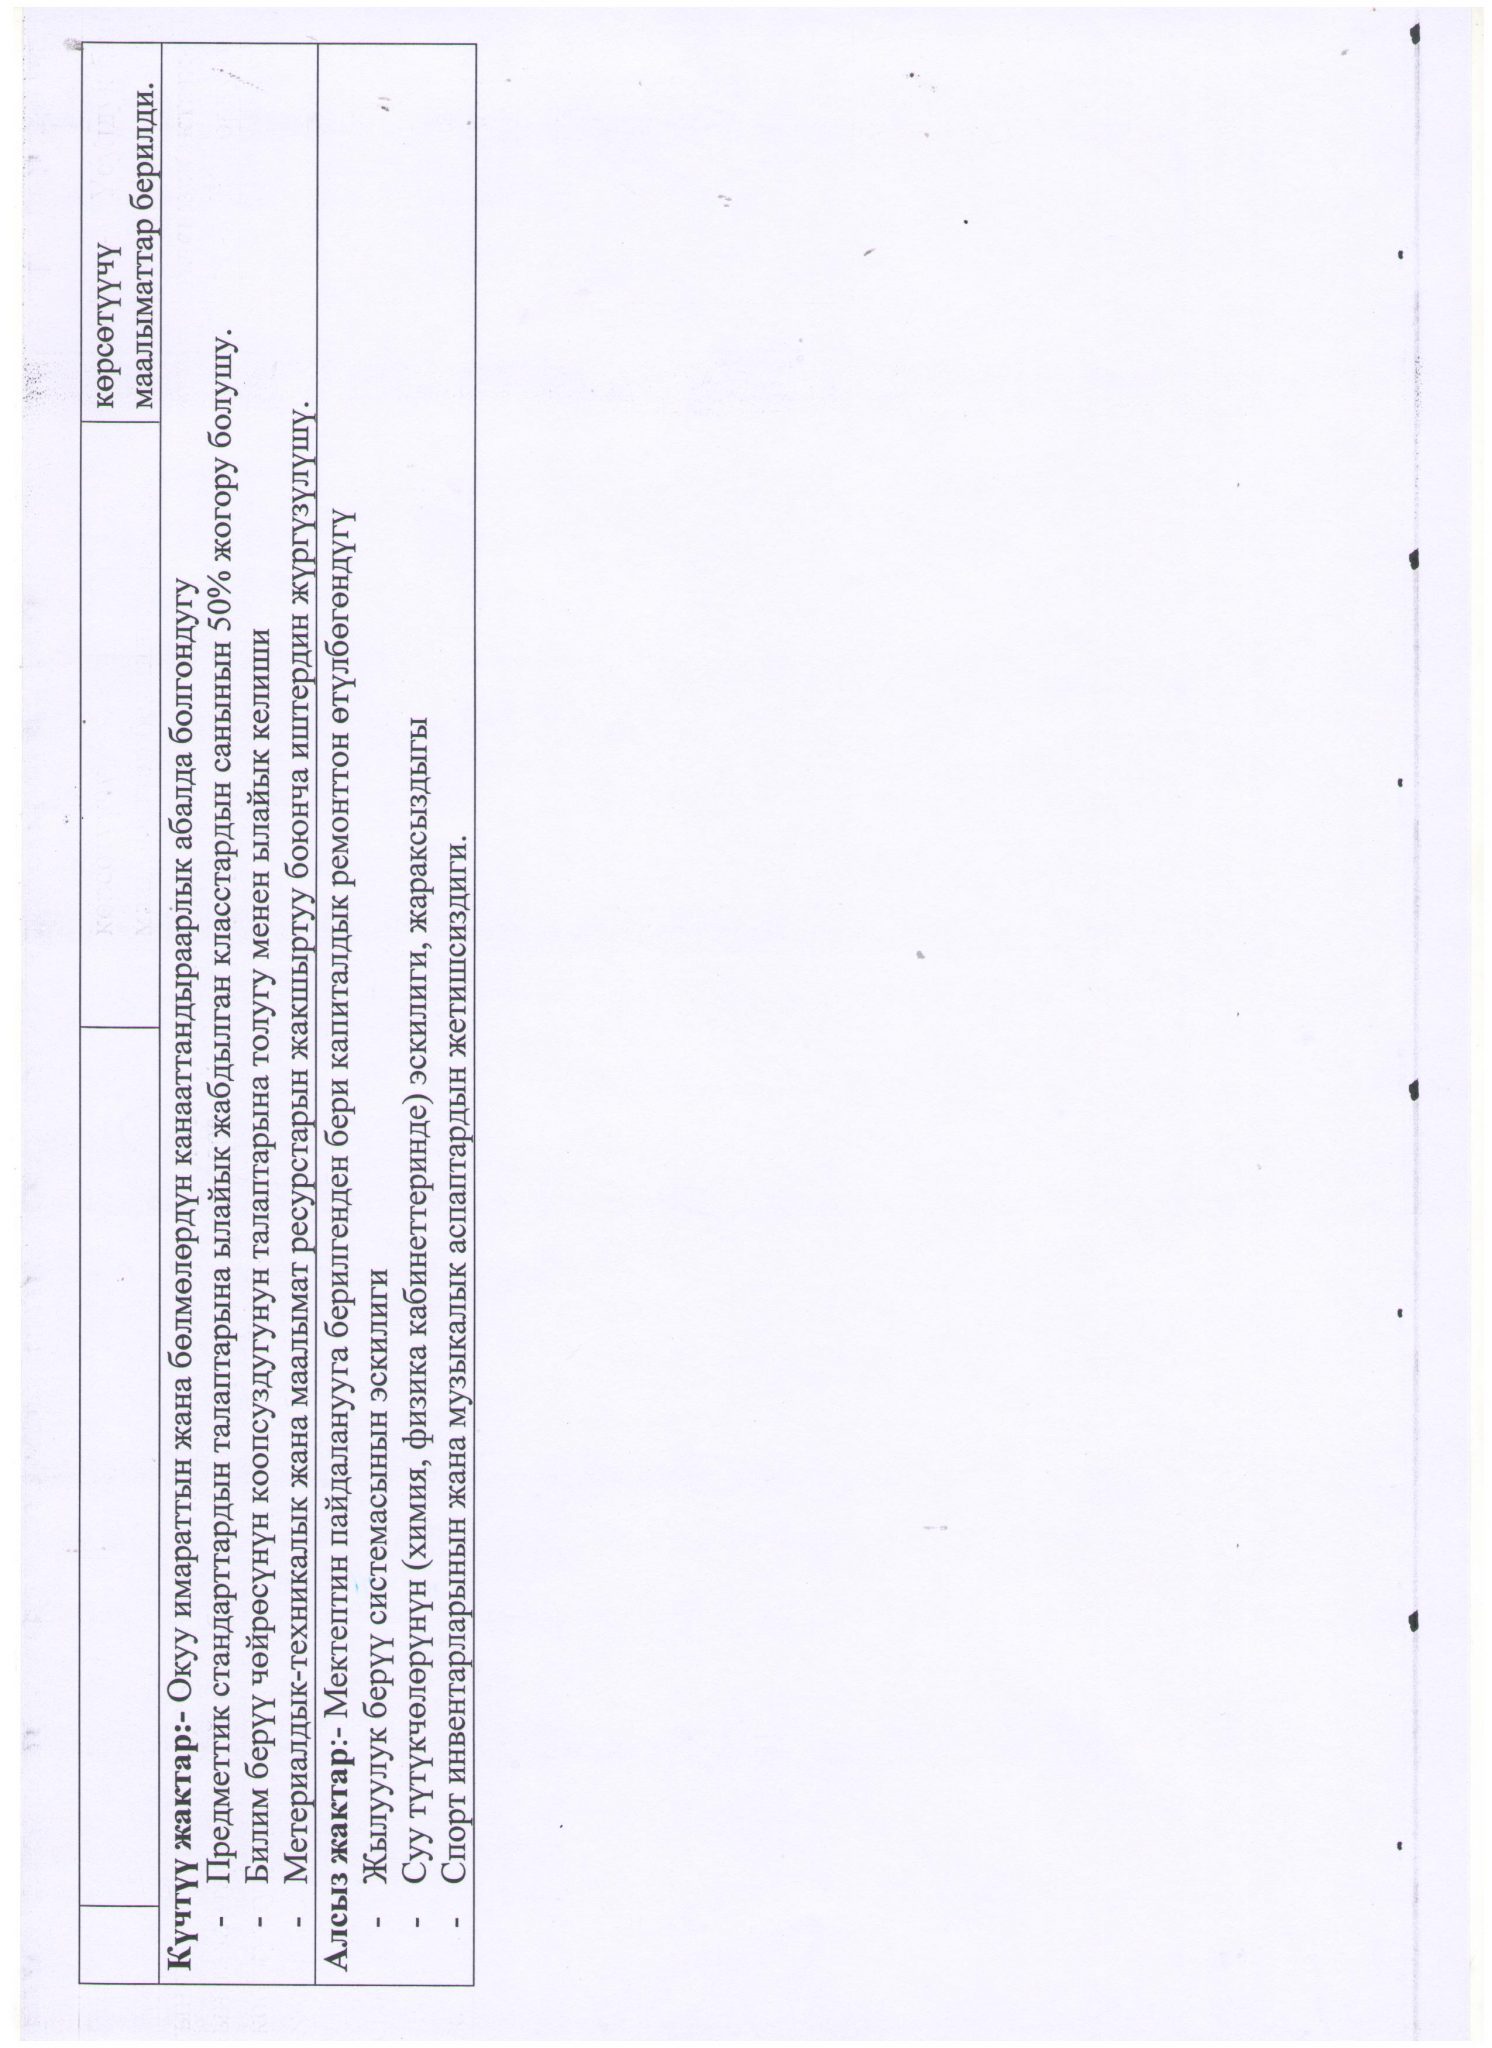 көрсөтүүчү
маалыматтар берилди.
Күчтүү жактар:- Окуу имараттын жана бөлмөлөрдүн канааттандыраарлык абалда болгондугу
- Предметтик стандарттардын талаптарына ылайык жабдылган класстардын санынын 50% жогору болушу.
- Билим берүү чөйрөсүнүн коопсуздугунун талаптарына толугу менен ылайык келиши
- Метериалдык-техникалык жана маалымат ресурстарын жакшыртуу боюнча иштердин жүргүзүлүшү.
Алсыз жактар:- Мектептин пайдаланууга берилгенден бери капиталдык ремонттон өтүлбөгөндүгү
- Жылуулук берүү системасынын эскилиги
- Суу түтүкчөлөрүнүн (химия, физика кабинеттеринде) эскилиги, жараксыздыгы
- Спорт инвентарларынын жана музыкалык аспаптардын жетишсиздиги.